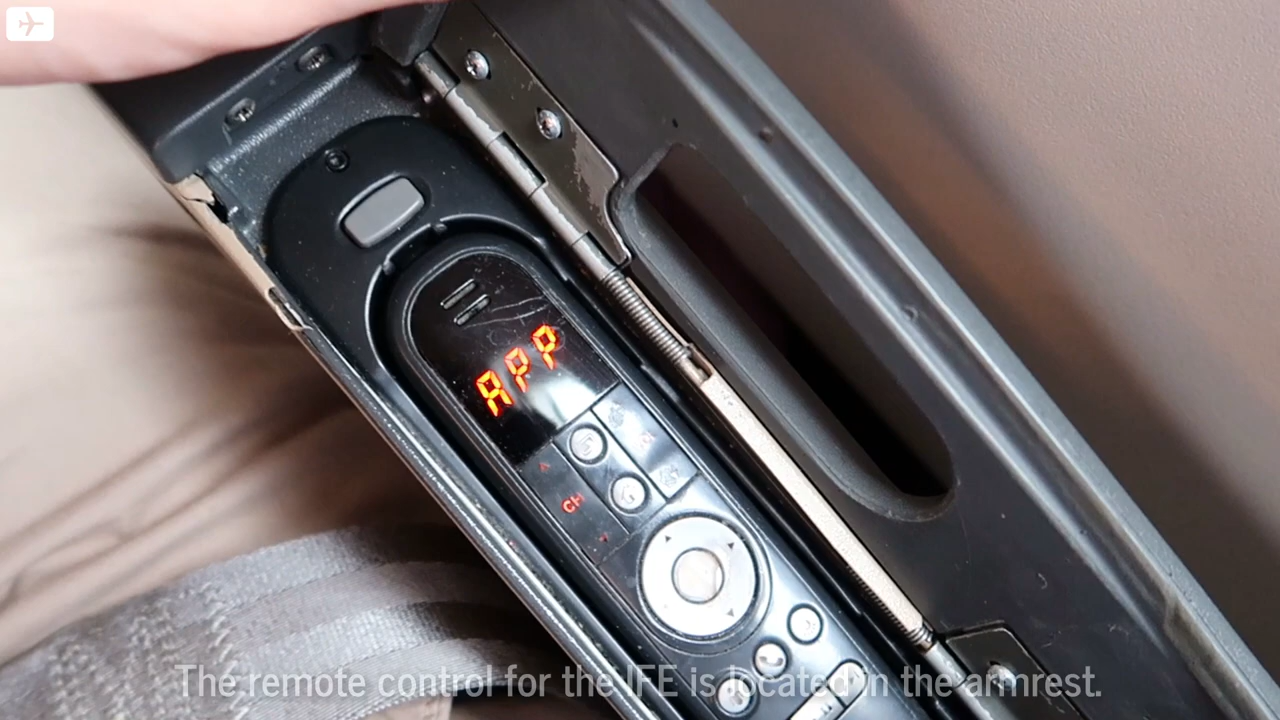 APP
CH
The remote control for the IFE is located in the armrest.